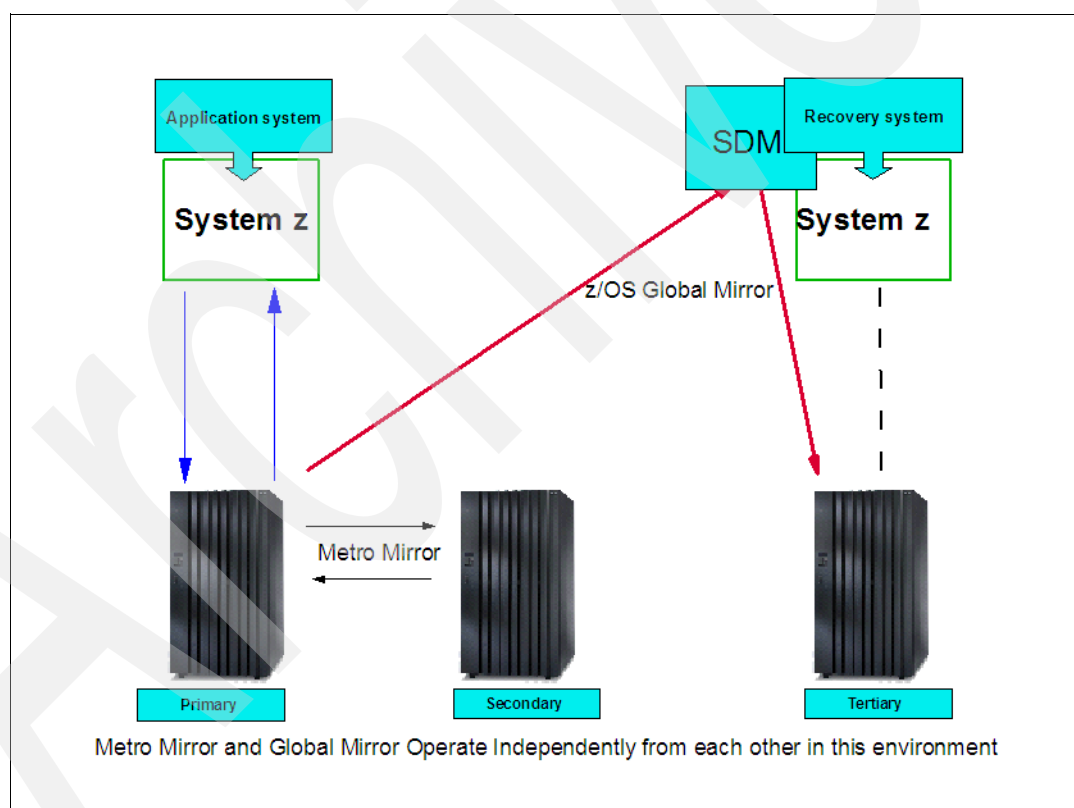 Application system
SDM
Recovery system
System z
System z
z/OS Global Mirror
Metro Mirror
Primary
Secondary
Tertiary
Metro Mirror and Global Mirror Operate Independently from each other in this environment